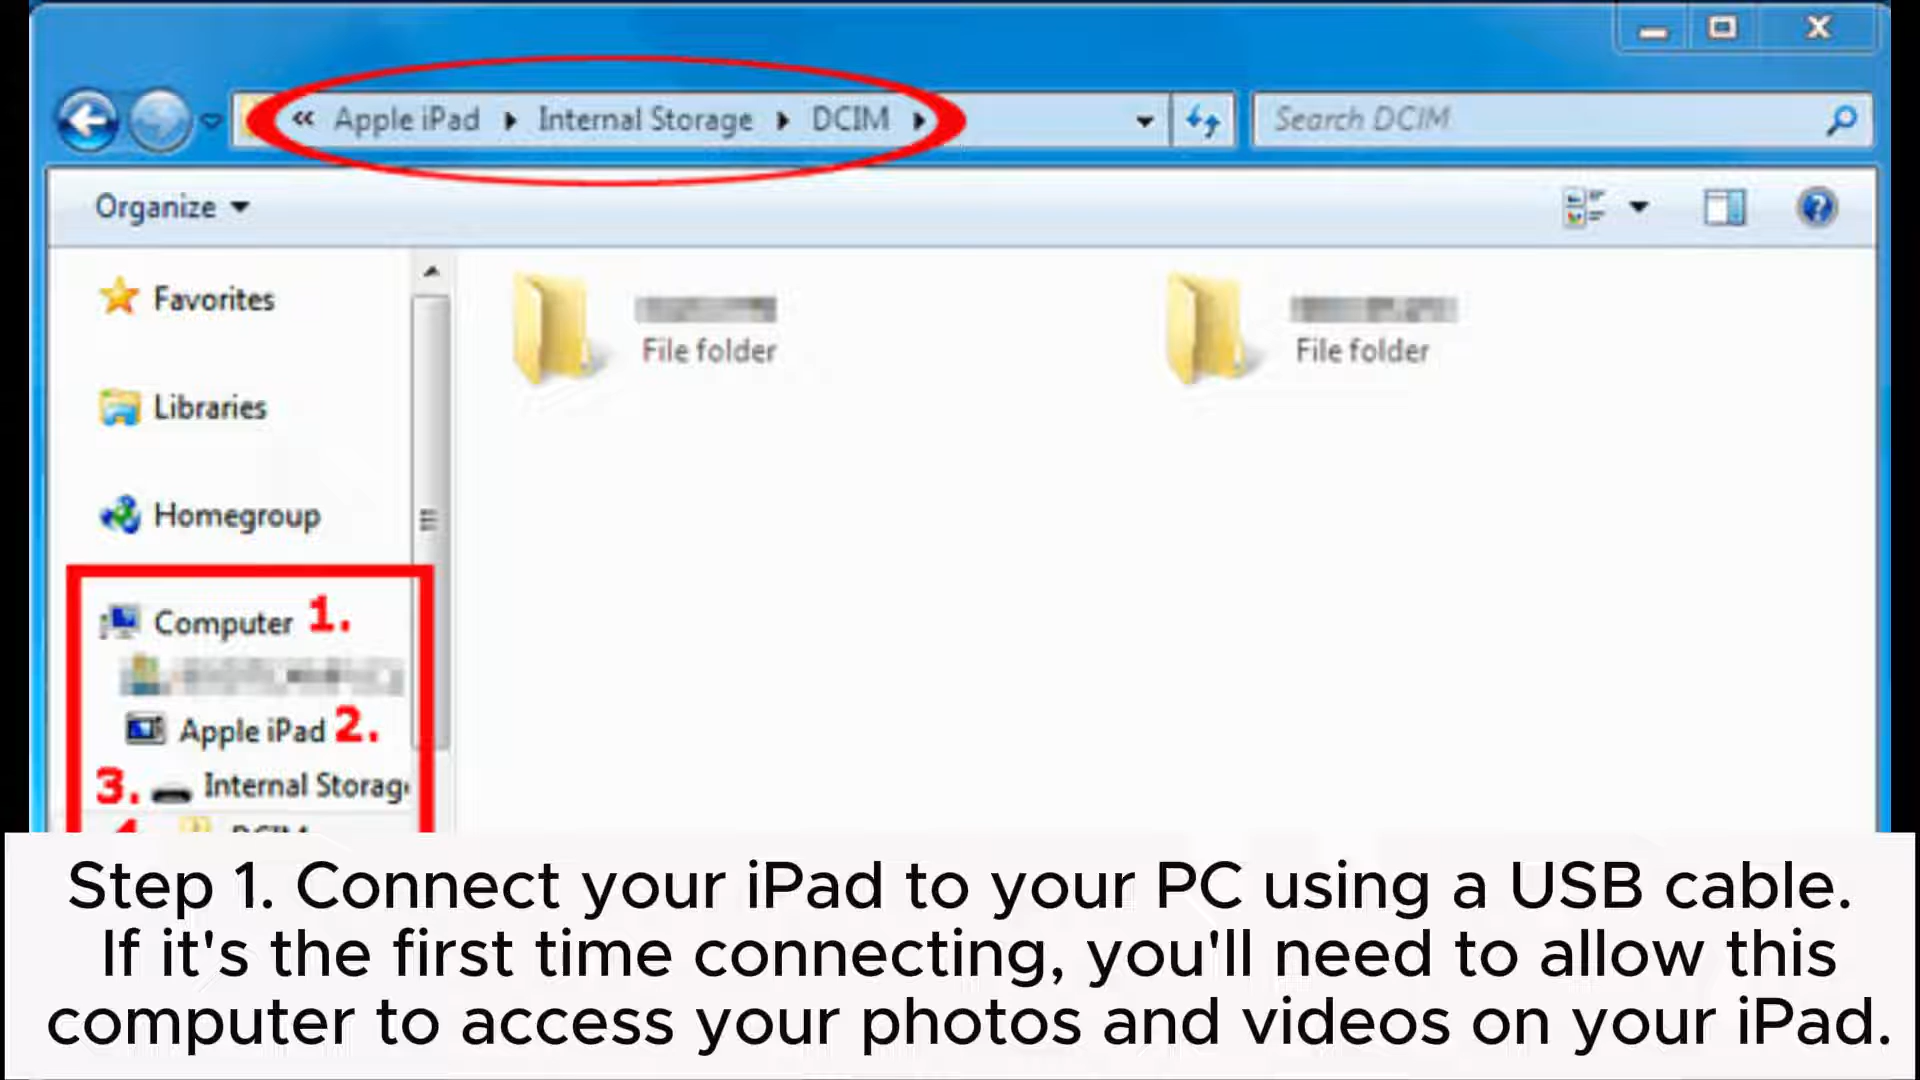 « Apple iPad ▸ Internal Storage ▸ DCIM ▸
Search DCIM
Organize
Favorites
File folder
File folder
Libraries
Homegroup
Computer 1.
Apple iPad 2.
3. Internal Storag
DCIM
Step 1. Connect your iPad to your PC using a USB cable.
If it's the first time connecting, you'll need to allow this
computer to access your photos and videos on your iPad.